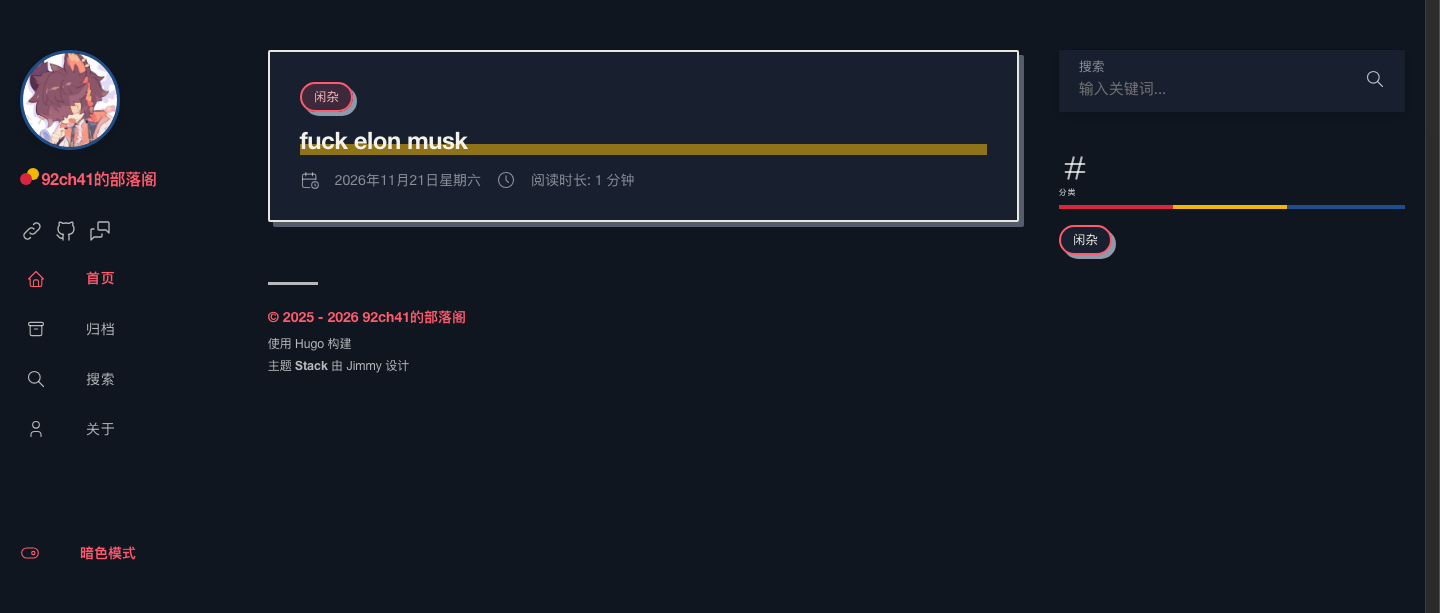 92ch41的部落阁
首页
归档
搜索
关于
暗色模式
闲杂
fuck elon musk
2026年11月21日星期六 阅读时长: 1 分钟
© 2025 - 2026 92ch41的部落阁
使用 Hugo 构建
主题 Stack 由 Jimmy 设计
搜索
输入关键词...
分类
闲杂